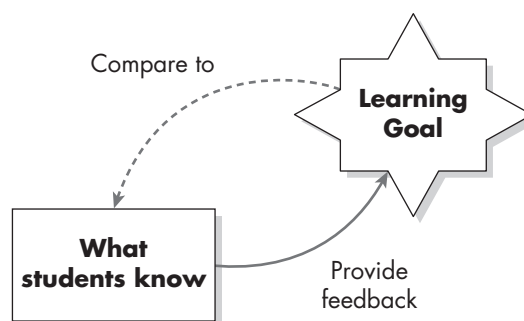 Compare to
Learning
Goal
What
students know
Provide
feedback